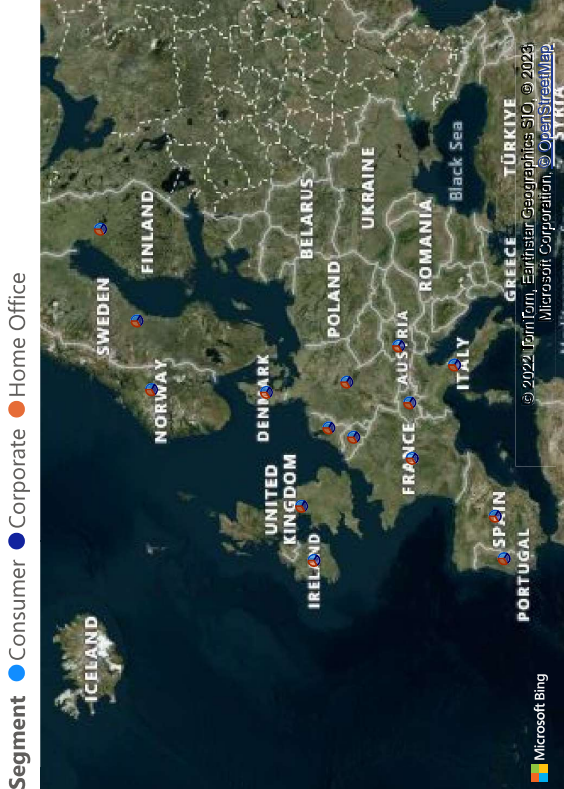 Segment Consumer Corporate Home Office
ICELAND
NORWAY
SWEDEN
FINLAND
UNITED
KINGDOM
IRELAND
DENMARK
POLAND
BELARUS
UKRAINE
FRANCE
AUSTRIA
ROMANIA
Black Sea
ITALY
SPAIN
PORTUGAL
GREECE
TÜRKIYE
SYRIA
Microsoft Bing
© 2022 TomTom, Earthstar Geographics SIO, © 2023
Microsoft Corporation, © OpenStreetMap